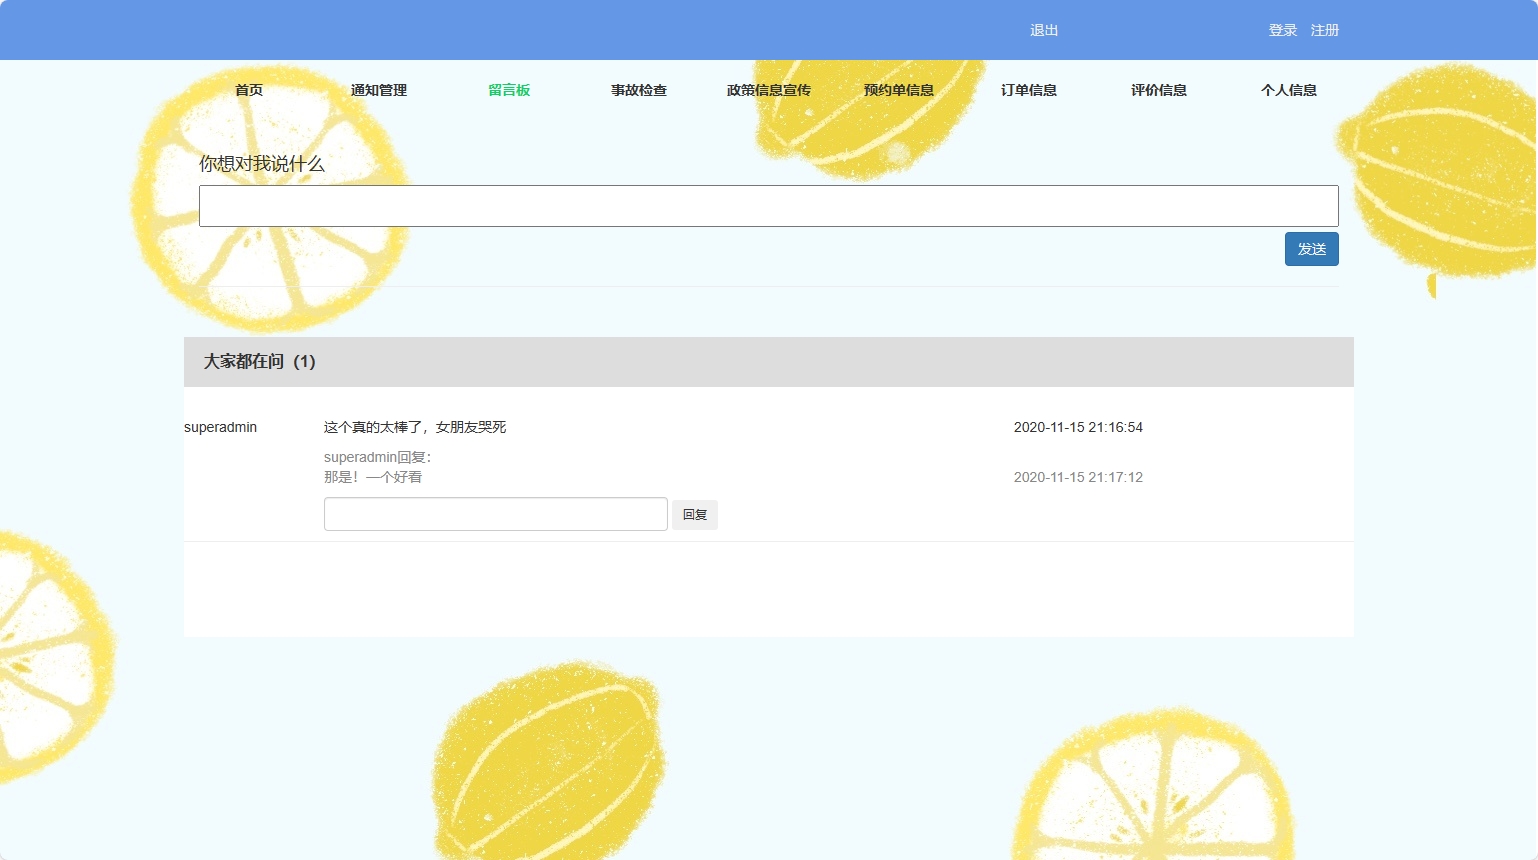 退出 登录 注册
首页 通知管理 留言板 事故检查 政策信息宣传 预约单信息 订单信息 评价信息 个人信息
你想对我说什么
发送
大家都在问（1）
superadmin 这个真的太棒了，女朋友哭死 2020-11-15 21:16:54
superadmin回复：
那是！一个好看 2020-11-15 21:17:12
回复